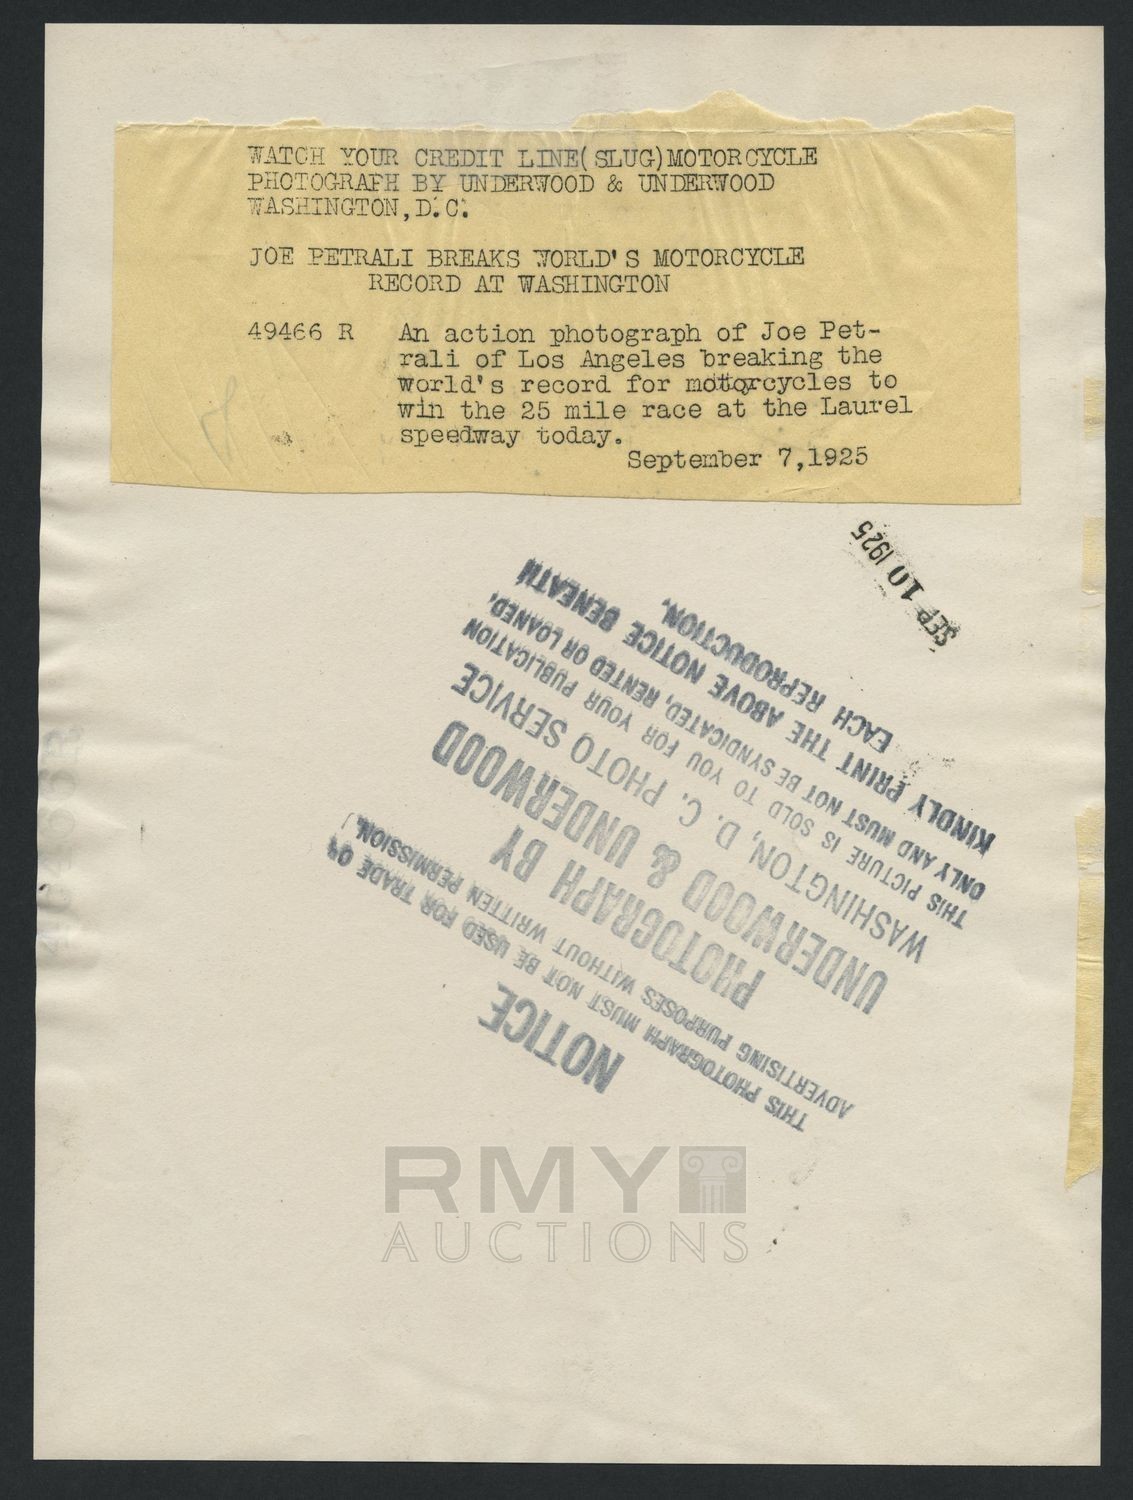 WATCH YOUR CREDIT LINE(SLUG)MOTORCYCLE
PHOTOGRAPH BY UNDERWOOD & UNDERWOOD
WASHINGTON,D.C.
JOE PETRALI BREAKS WORLD'S MOTORCYCLE
RECORD AT WASHINGTON
49466 R An action photograph of Joe Pet-
rali of Los Angeles breaking the
world's record for motorcycles to
win the 25 mile race at the Laurel
speedway today.
September 7,1925
SEP 10 1925
NOTICE
THIS PHOTOGRAPH MUST NOT BE USED FOR TRADE OR
ADVERTISING PURPOSES WITHOUT WRITTEN PERMISSION.
PHOTOGRAPH BY
UNDERWOOD & UNDERWOOD
WASHINGTON, D. C. PHOTO SERVICE
THIS PICTURE IS SOLD TO YOU FOR YOUR PUBLICATION
ONLY AND MUST NOT BE SYNDICATED, RENTED OR LOANED.
KINDLY PRINT THE ABOVE NOTICE BENEATH
EACH REPRODUCTION.
RMY
AUCTIONS